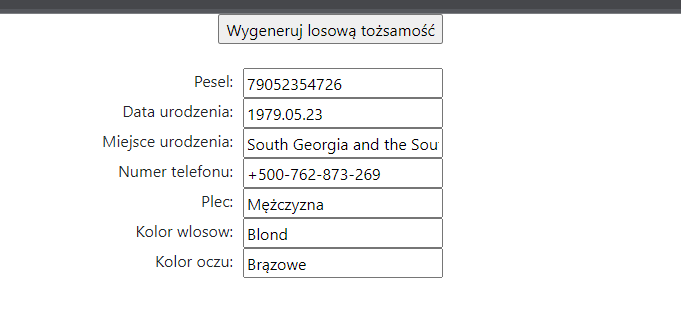 Wygeneruj losową tożsamość
Pesel: 79052354726
Data urodzenia: 1979.05.23
Miejsce urodzenia: South Georgia and the Sou
Numer telefonu: +500-762-873-269
Plec: Mężczyzna
Kolor wlosow: Blond
Kolor oczu: Brązowe